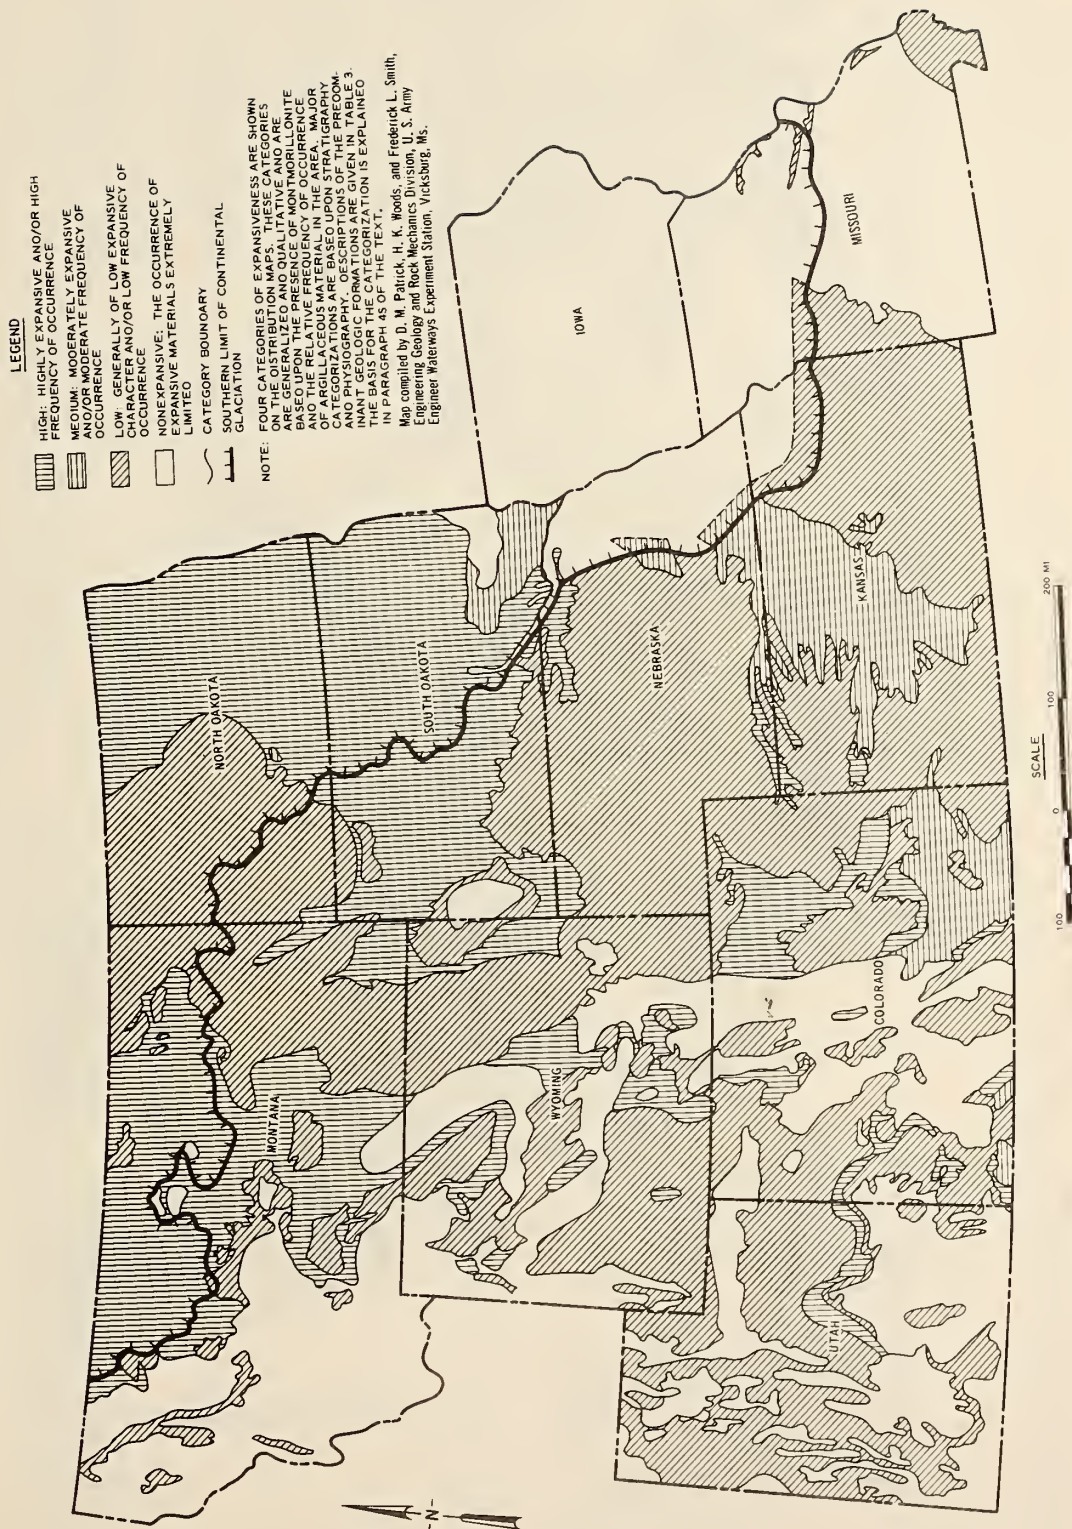 LEGEND
HIGH: HIGHLY EXPANSIVE AND/OR HIGH
FREQUENCY OF OCCURRENCE
MEDIUM: MODERATELY EXPANSIVE
AND/OR MODERATE FREQUENCY OF
OCCURRENCE
LOW: GENERALLY OF LOW EXPANSIVE
CHARACTER AND/OR LOW FREQUENCY OF
OCCURRENCE
NONEXPANSIVE: THE OCCURRENCE OF
EXPANSIVE MATERIALS EXTREMELY
LIMITED
CATEGORY BOUNDARY
SOUTHERN LIMIT OF CONTINENTAL
GLACIATION
NOTE: FOUR CATEGORIES OF EXPANSIVENESS ARE SHOWN
ON THE DISTRIBUTION MAPS. THESE CATEGORIES
ARE GENERALIZED AND QUALITATIVE AND ARE
BASED UPON THE PRESENCE OF MONTMORILLONITE
AND THE RELATIVE FREQUENCY OF OCCURRENCE
OF ARGILLACEOUS MATERIAL IN THE AREA. MAJOR
CATEGORIZATIONS ARE BASED UPON STRATIGRAPHY
AND PHYSIOGRAPHY. DESCRIPTIONS OF THE PREDOM-
INANT GEOLOGIC FORMATIONS ARE GIVEN IN TABLE 3.
THE BASIS FOR THE CATEGORIZATION IS EXPLAINED
IN PARAGRAPH 45 OF THE TEXT.
Map compiled by D. M. Patrick, H. K. Woods, and Frederick L. Smith,
Engineering Geology and Rock Mechanics Division, U. S. Army
Engineer Waterways Experiment Station, Vicksburg, Ms.
MONTANA
NORTH DAKOTA
SOUTH DAKOTA
WYOMING
NEBRASKA
IOWA
UTAH
COLORADO
KANSAS
MISSOURI
-N-
SCALE
100 0 100 200 MI